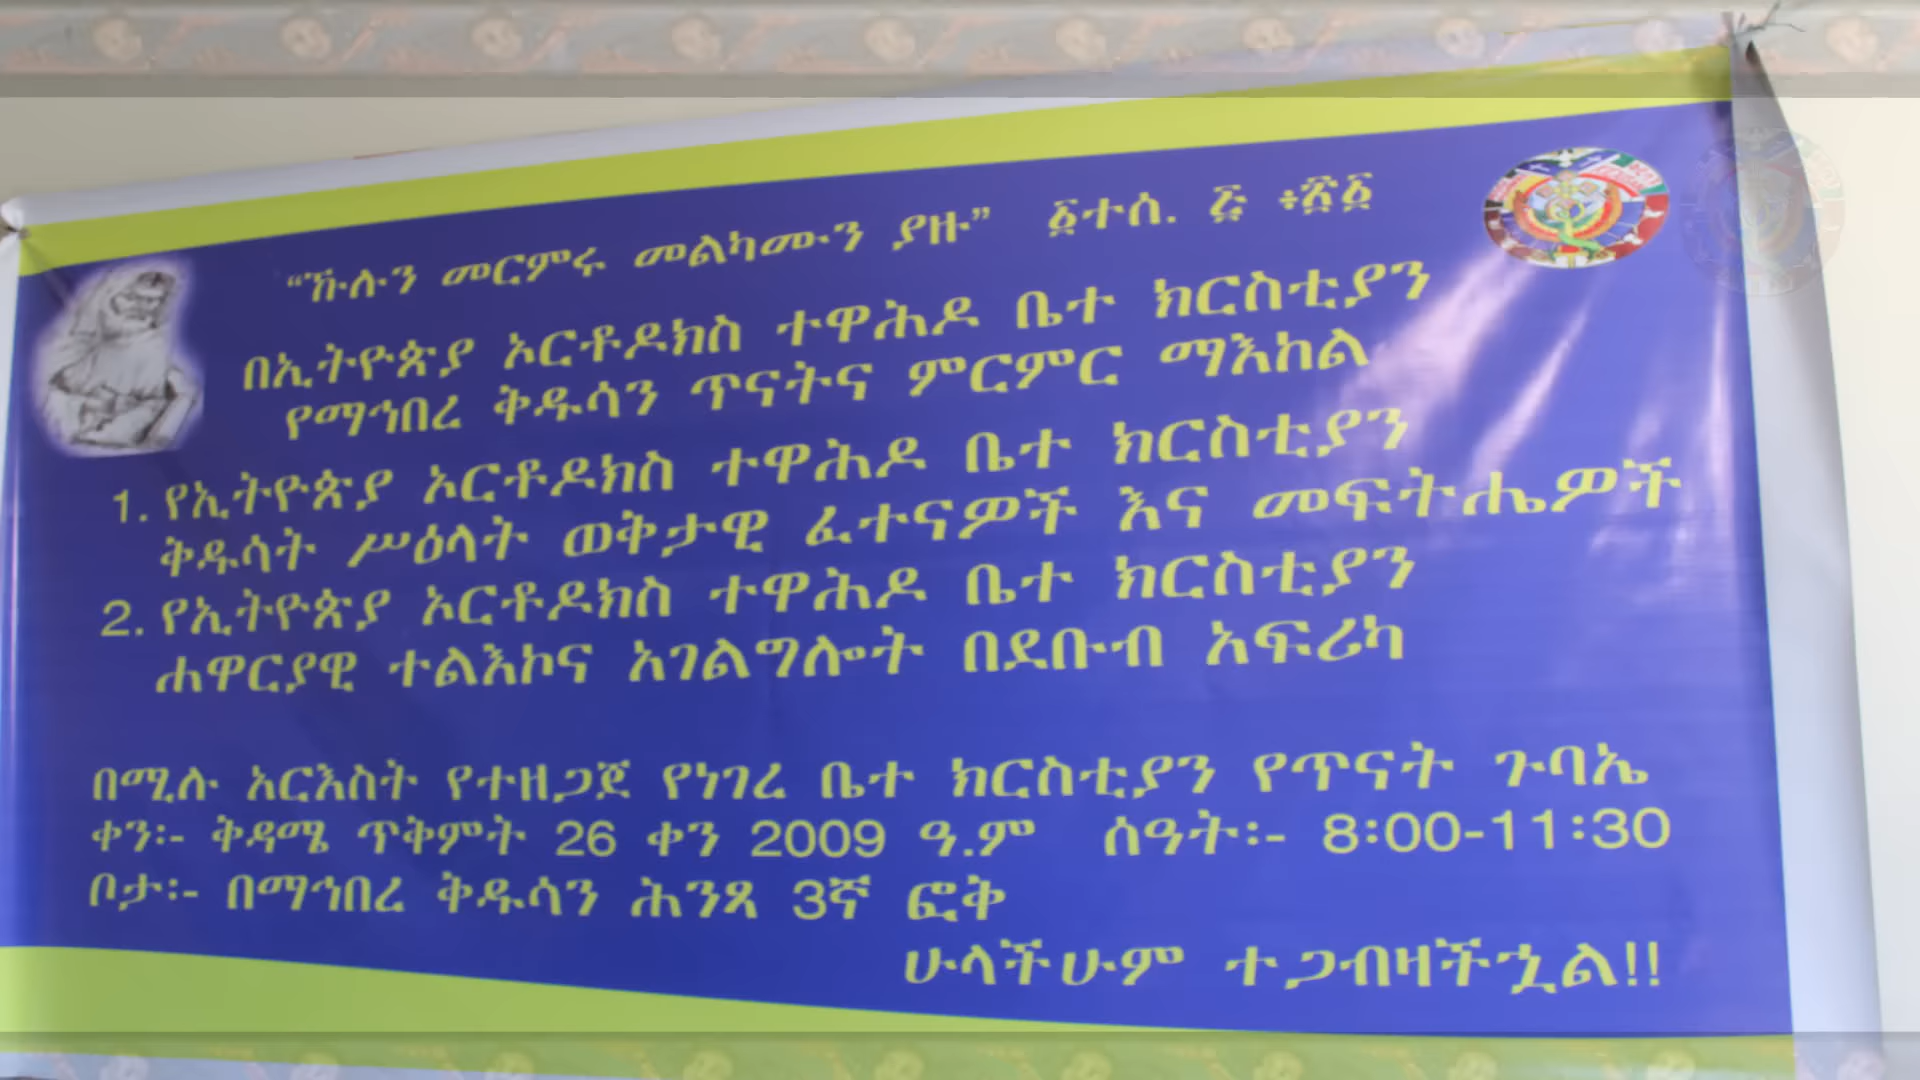 “ኹሉን መርምሩ መልካሙን ያዙ” ፩ተሰ. ፭ ፥፳፩
በኢትዮጵያ ኦርቶዶክስ ተዋሕዶ ቤተ ክርስቲያን
የማኅበረ ቅዱሳን ጥናትና ምርምር ማእከል
1. የኢትዮጵያ ኦርቶዶክስ ተዋሕዶ ቤተ ክርስቲያን
ቅዱሳት ሥዕላት ወቅታዊ ፈተናዎች እና መፍትሔዎች
2. የኢትዮጵያ ኦርቶዶክስ ተዋሕዶ ቤተ ክርስቲያን
ሐዋርያዊ ተልእኮና አገልግሎት በደቡብ አፍሪካ
በሚሉ አርእስት የተዘጋጀ የነገረ ቤተ ክርስቲያን የጥናት ጉባኤ
ቀን፡- ቅዳሜ ጥቅምት 26 ቀን 2009 ዓ.ም ሰዓት፡- 8፡00-11፡30
ቦታ፡- በማኅበረ ቅዱሳን ሕንጻ 3ኛ ፎቅ
ሁላችሁም ተጋብዛችኋል!!